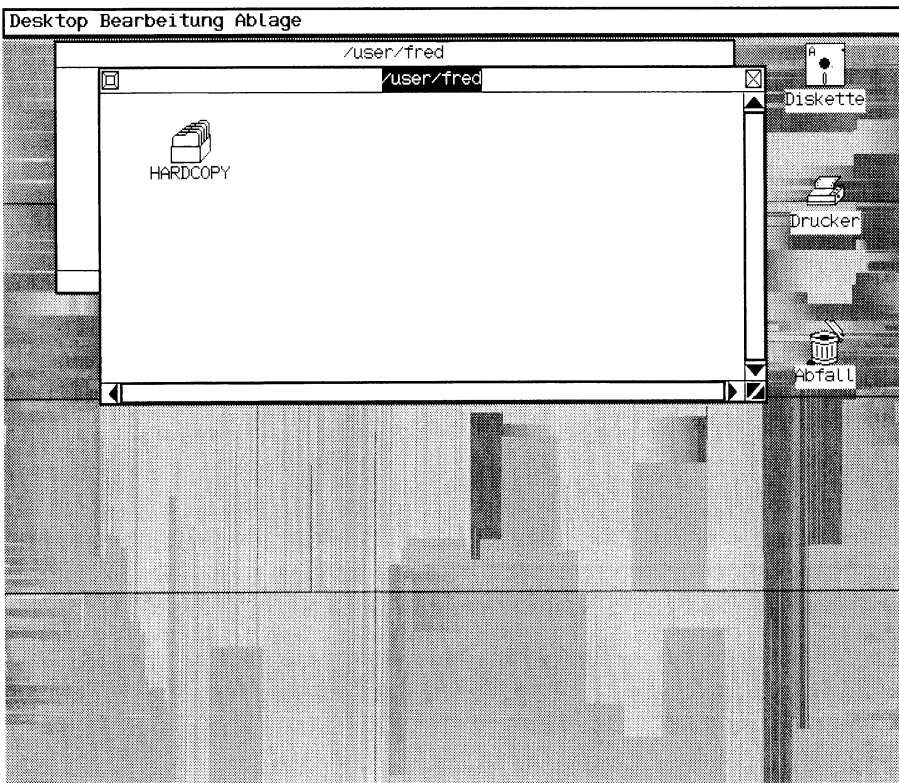 Desktop Bearbeitung Ablage
/user/fred
/user/fred
A
Diskette
HARDCOPY
Drucker
Abfall